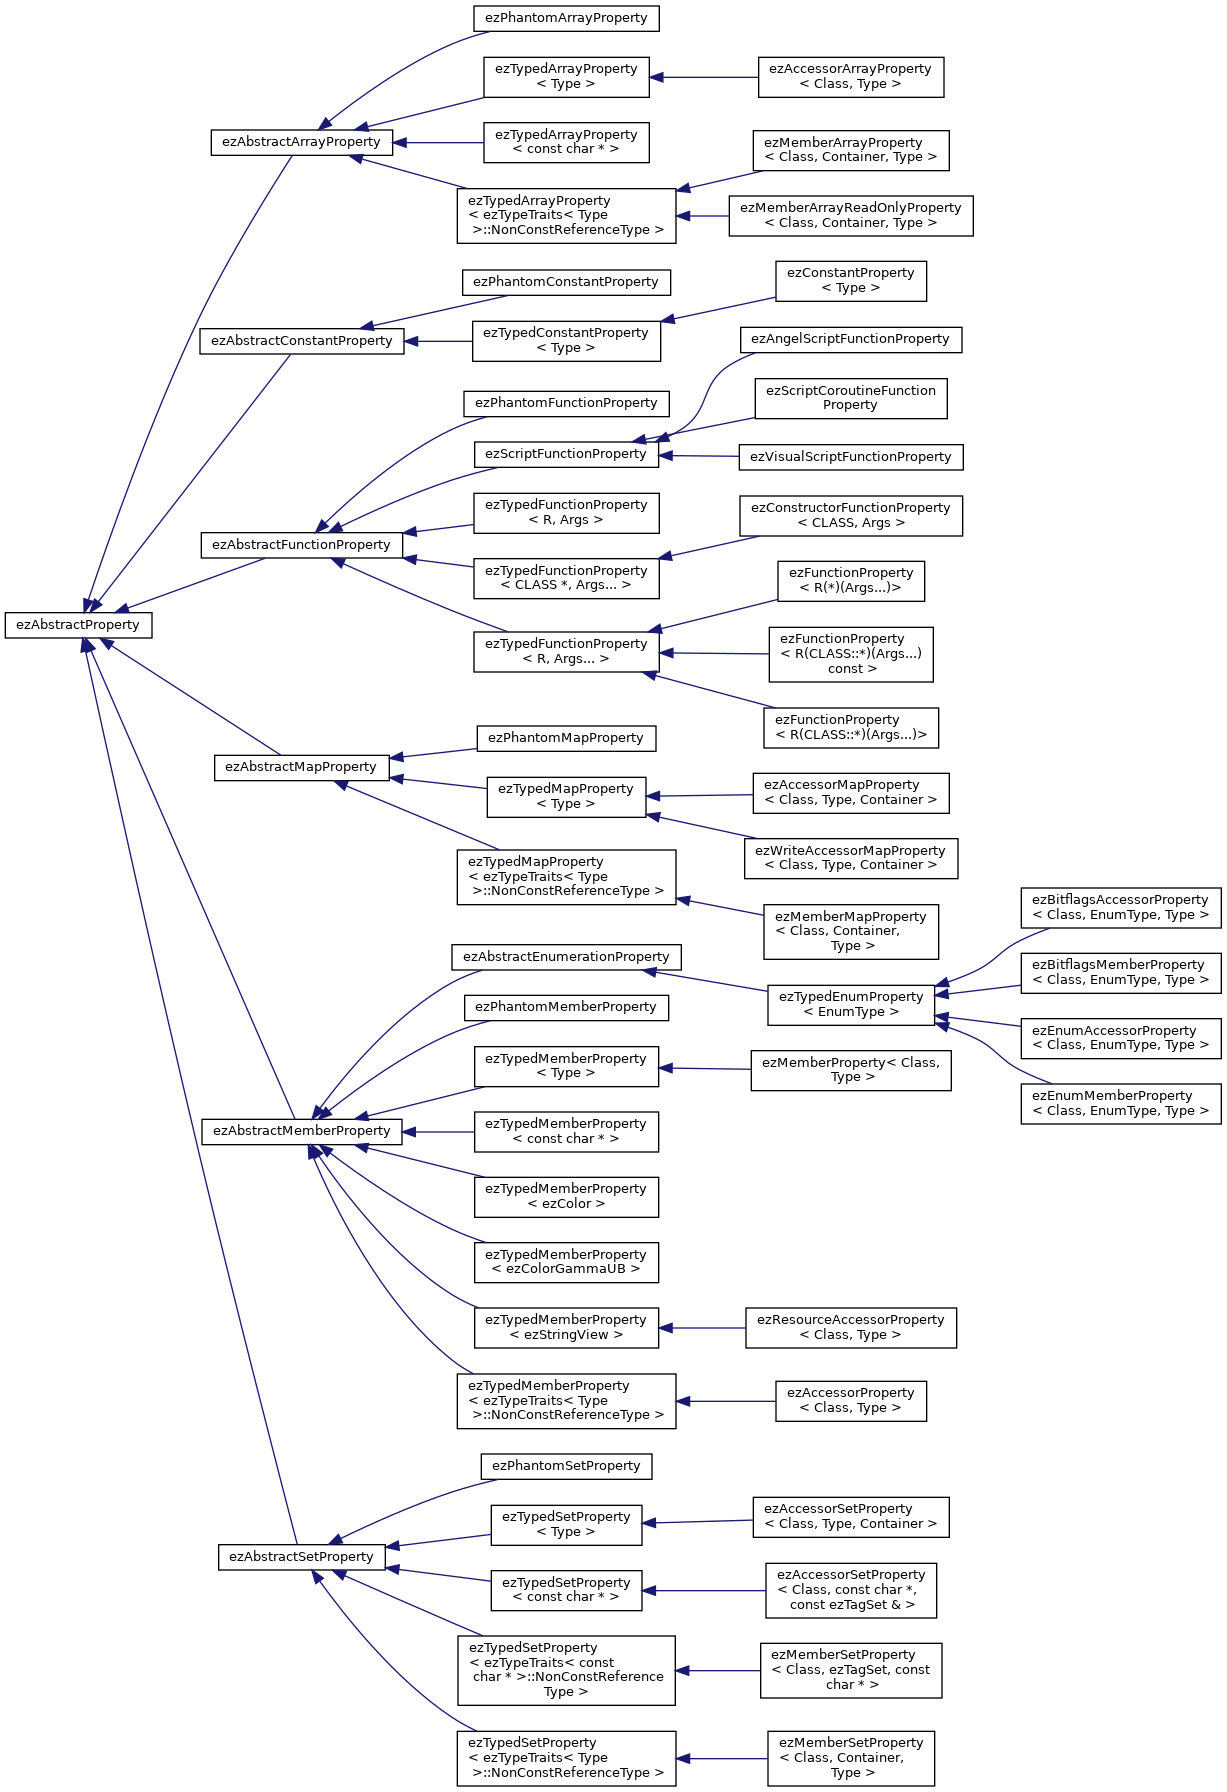 ezPhantomArrayProperty
ezTypedArrayProperty
< Type >
ezAccessorArrayProperty
< Class, Type >
ezAbstractArrayProperty
ezTypedArrayProperty
< const char * >
ezMemberArrayProperty
< Class, Container, Type >
ezTypedArrayProperty
< ezTypeTraits< Type
>::NonConstReferenceType >
ezMemberArrayReadOnlyProperty
< Class, Container, Type >
ezPhantomConstantProperty
ezConstantProperty
< Type >
ezAbstractConstantProperty
ezTypedConstantProperty
< Type >
ezAngelScriptFunctionProperty
ezPhantomFunctionProperty
ezScriptCoroutineFunction
Property
ezScriptFunctionProperty
ezVisualScriptFunctionProperty
ezTypedFunctionProperty
< R, Args >
ezConstructorFunctionProperty
< CLASS, Args >
ezAbstractFunctionProperty
ezTypedFunctionProperty
< CLASS *, Args... >
ezFunctionProperty
< R(*)(Args...)>
ezAbstractProperty
ezTypedFunctionProperty
< R, Args... >
ezFunctionProperty
< R(CLASS::*)(Args...)
const >
ezFunctionProperty
< R(CLASS::*)(Args...)>
ezPhantomMapProperty
ezAbstractMapProperty
ezTypedMapProperty
< Type >
ezAccessorMapProperty
< Class, Type, Container >
ezWriteAccessorMapProperty
< Class, Type, Container >
ezTypedMapProperty
< ezTypeTraits< Type
>::NonConstReferenceType >
ezMemberMapProperty
< Class, Container,
Type >
ezBitflagsAccessorProperty
< Class, EnumType, Type >
ezAbstractEnumerationProperty
ezBitflagsMemberProperty
< Class, EnumType, Type >
ezTypedEnumProperty
< EnumType >
ezPhantomMemberProperty
ezEnumAccessorProperty
< Class, EnumType, Type >
ezTypedMemberProperty
< Type >
ezMemberProperty< Class,
Type >
ezEnumMemberProperty
< Class, EnumType, Type >
ezAbstractMemberProperty
ezTypedMemberProperty
< const char * >
ezTypedMemberProperty
< ezColor >
ezTypedMemberProperty
< ezColorGammaUB >
ezTypedMemberProperty
< ezStringView >
ezResourceAccessorProperty
< Class, Type >
ezTypedMemberProperty
< ezTypeTraits< Type
>::NonConstReferenceType >
ezAccessorProperty
< Class, Type >
ezPhantomSetProperty
ezTypedSetProperty
< Type >
ezAccessorSetProperty
< Class, Type, Container >
ezAbstractSetProperty
ezTypedSetProperty
< const char * >
ezAccessorSetProperty
< Class, const char *,
const ezTagSet & >
ezTypedSetProperty
< ezTypeTraits< const
char * >::NonConstReference
Type >
ezMemberSetProperty
< Class, ezTagSet, const
char * >
ezTypedSetProperty
< ezTypeTraits< Type
>::NonConstReferenceType >
ezMemberSetProperty
< Class, Container,
Type >